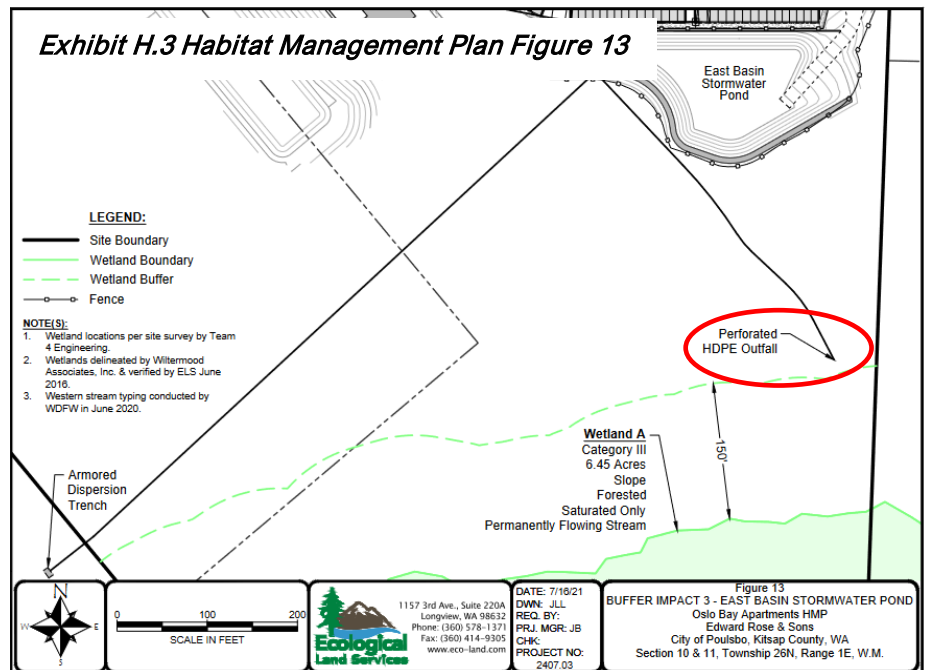 Exhibit H.3 Habitat Management Plan Figure 13
East Basin
Stormwater
Pond
LEGEND:
Site Boundary
Wetland Boundary
Wetland Buffer
Fence
NOTE(S):
1. Wetland locations per site survey by Team
4 Engineering.
2. Wetlands delineated by Wiltermood
Associates, Inc. & verified by ELS June
2016.
3. Western stream typing conducted by
WDFW in June 2020.
Perforated
HDPE Outfall
150'
Wetland A
Category III
6.45 Acres
Slope
Forested
Saturated Only
Permanently Flowing Stream
Armored
Dispersion
Trench
N
W
E
S
0 100 200
SCALE IN FEET
Ecological
Land Services
1157 3rd Ave., Suite 220A
Longview, WA 98632
Phone: (360) 578-1371
Fax: (360) 414-9305
www.eco-land.com
DATE: 7/16/21
DWN: JLL
REQ. BY:
PRJ. MGR: JB
CHK:
PROJECT NO:
2407.03
Figure 13
BUFFER IMPACT 3 - EAST BASIN STORMWATER POND
Oslo Bay Apartments HMP
Edward Rose & Sons
City of Poulsbo, Kitsap County, WA
Section 10 & 11, Township 26N, Range 1E, W.M.